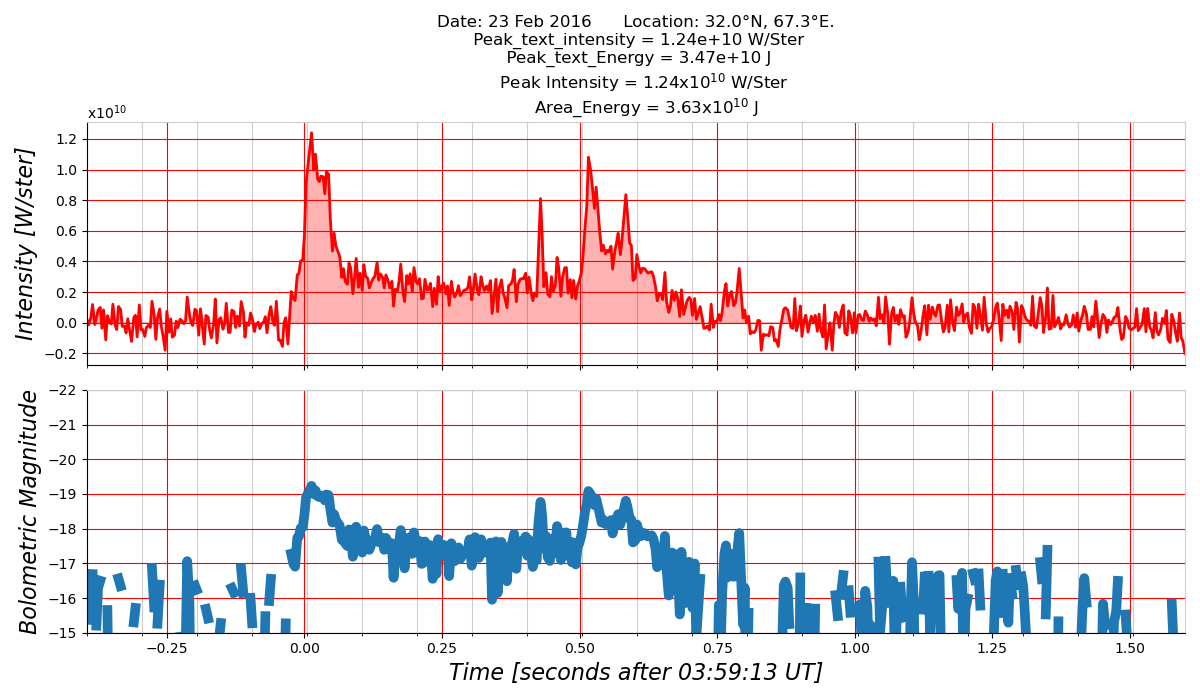 Date: 23 Feb 2016 Location: 32.0°N, 67.3°E.
Peak_text_intensity = 1.24e+10 W/Ster
Peak_text_Energy = 3.47e+10 J
Peak Intensity = 1.24x10¹⁰ W/Ster
Area_Energy = 3.63x10¹⁰ J
x10¹⁰
Intensity [W/ster]
1.2
1.0
0.8
0.6
0.4
0.2
0.0
−0.2
Bolometric Magnitude
−22
−21
−20
−19
−18
−17
−16
−15
−0.25 0.00 0.25 0.50 0.75 1.00 1.25 1.50
Time [seconds after 03:59:13 UT]